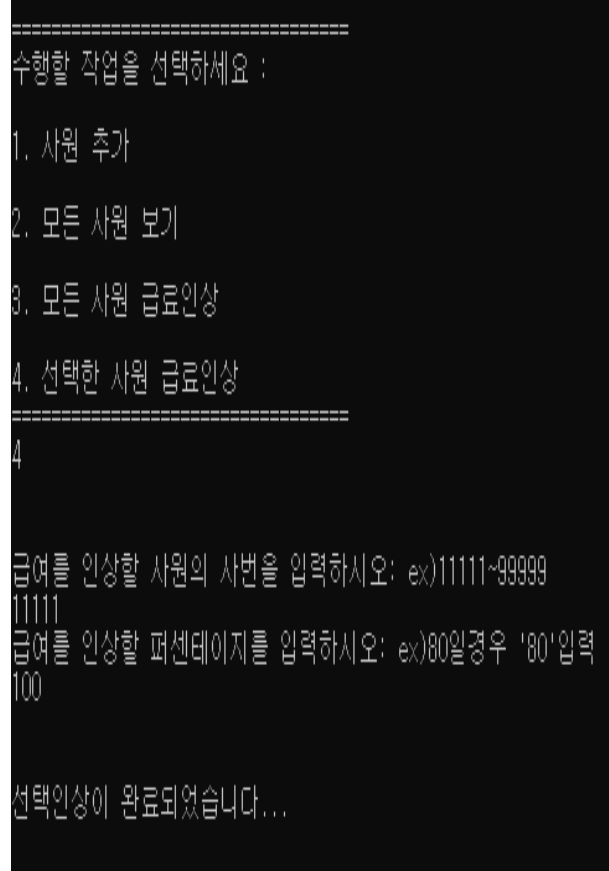 ==================================
수행할 작업을 선택하세요 :
1. 사원 추가
2. 모든 사원 보기
3. 모든 사원 급료인상
4. 선택한 사원 급료인상
==================================
4
급여를 인상할 사원의 사번을 입력하시오: ex)11111~99999
11111
급여를 인상할 퍼센테이지를 입력하시오: ex)80일경우 '80'입력
100
선택인상이 완료되었습니다...